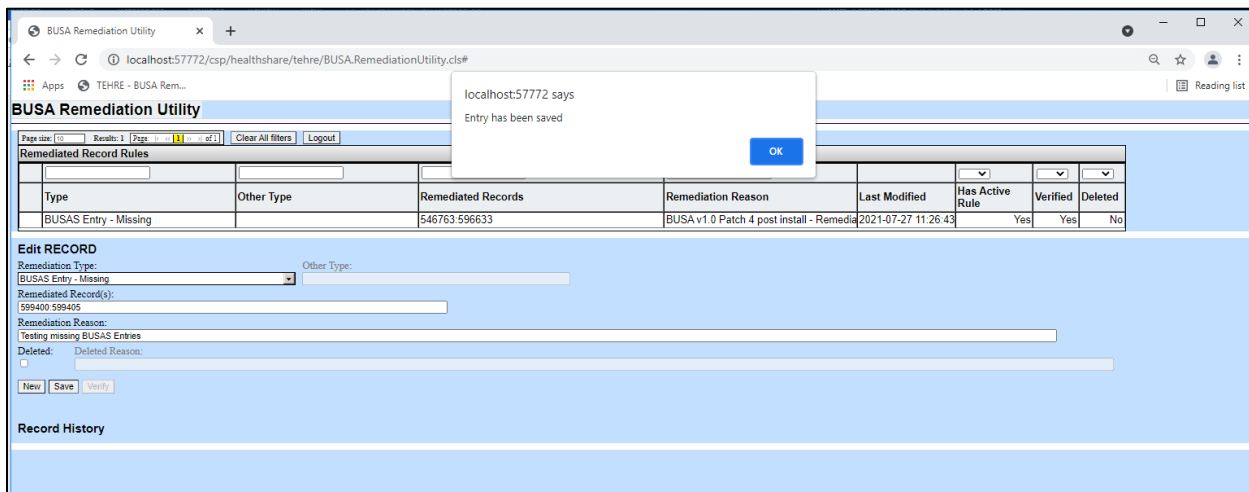 BUSA Remediation Utility
localhost:57772/csp/healthshare/tehre/BUSA.RemediationUtility.cls#
Apps TEHRE - BUSA Rem... Reading list
localhost:57772 says
Entry has been saved
OK
BUSA Remediation Utility
Page size: 10 Results: 1 Page: |< << 1 >> >| of 1 Clear All filters Logout
Remediated Record Rules
Type Other Type Remediated Records Remediation Reason Last Modified Has Active Rule Verified Deleted
BUSAS Entry - Missing 546763:596633 BUSA v1.0 Patch 4 post install - Remedia 2021-07-27 11:26:43 Yes Yes No
Edit RECORD
Remediation Type: Other Type:
BUSAS Entry - Missing
Remediated Record(s):
599400:599405
Remediation Reason:
Testing missing BUSAS Entries
Deleted: Deleted Reason:
New Save Verify
Record History